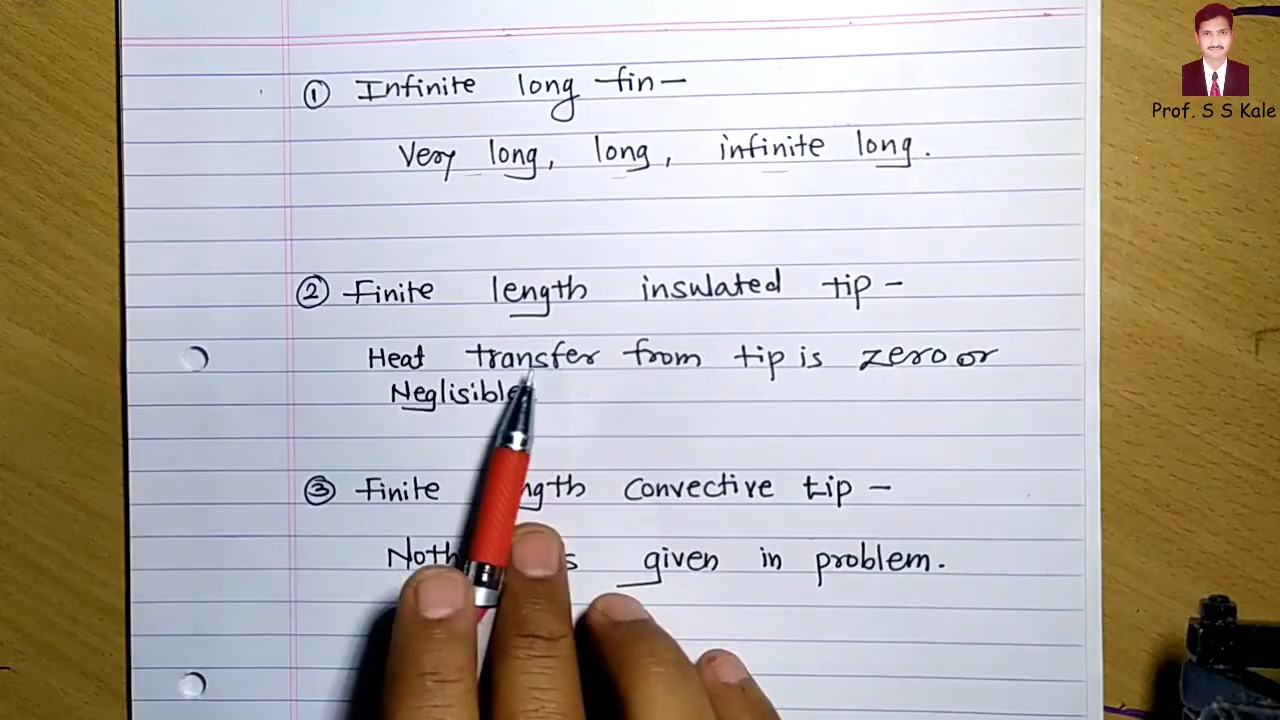 Prof. S S Kale
① Infinite long fin-
Very long, long, infinite long.
② Finite length insulated tip -
Heat transfer from tip is zero or
Neglisible
③ Finite convective tip -
given in problem.